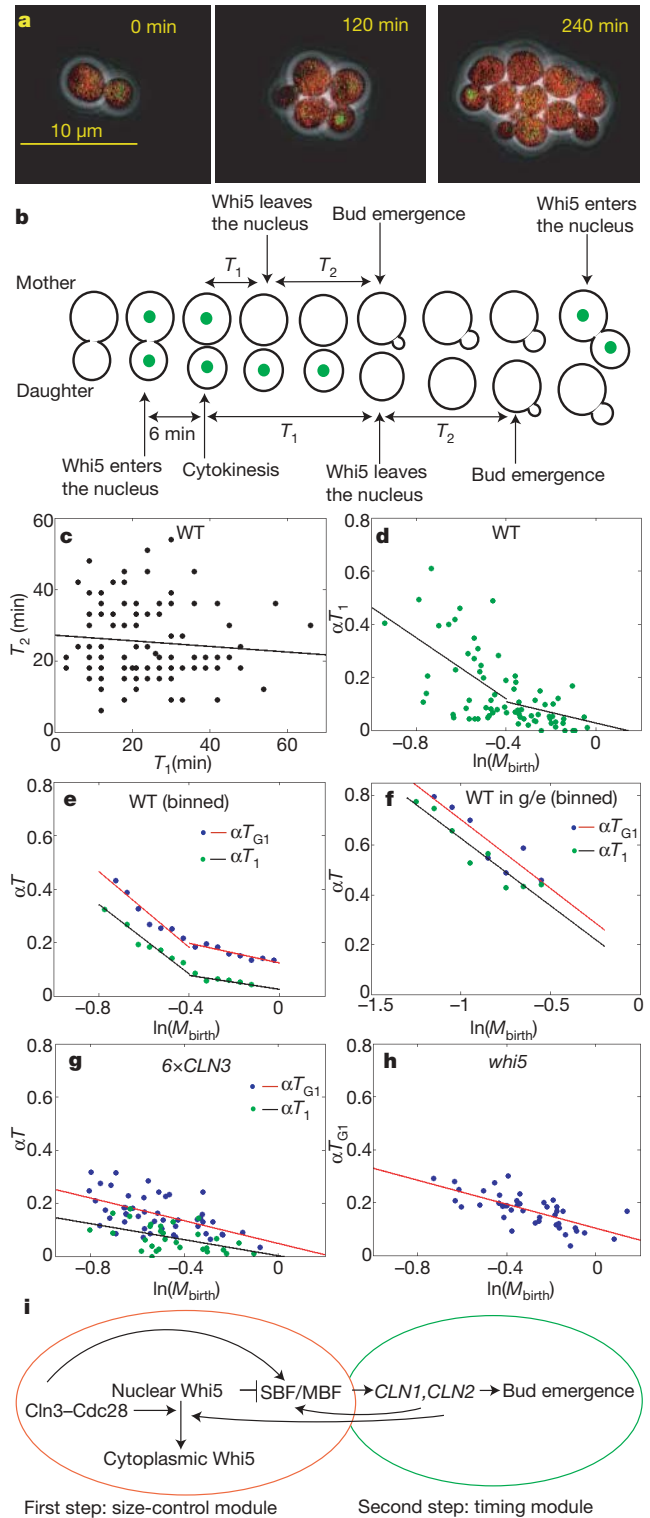 a
0 min
120 min
240 min
10 µm
b
Whi5 leaves
the nucleus
Bud emergence
Whi5 enters
the nucleus
T1
T2
Mother
Daughter
6 min
T1
T2
Whi5 enters
the nucleus
Cytokinesis
Whi5 leaves
the nucleus
Bud emergence
c
WT
60
40
20
0
T2 (min)
0
20
40
60
T1(min)
d
WT
0.8
0.6
0.4
0.2
0
αT1
−0.8
−0.4
0
ln(Mbirth)
e
WT (binned)
αTG1
αT1
0.8
0.4
0.2
0
αT
−0.8
−0.4
0
ln(Mbirth)
f
WT in g/e (binned)
αTG1
αT1
0.8
0.6
0.4
0.2
0
αT
−1.5
−1
−0.5
0
ln(Mbirth)
g
6×CLN3
αTG1
αT1
0.8
0.4
0.2
0
αT
−0.8
−0.4
0
ln(Mbirth)
h
whi5
0.8
0.4
0.2
0
αTG1
−0.8
−0.4
0
ln(Mbirth)
i
Nuclear Whi5
SBF/MBF
CLN1,CLN2
Bud emergence
Cln3–Cdc28
Cytoplasmic Whi5
First step: size-control module
Second step: timing module